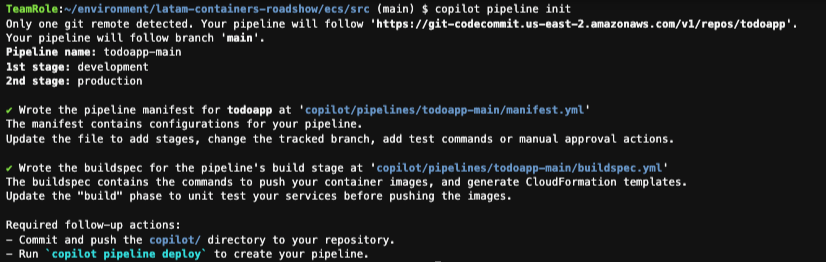 TeamRole:~/environment/latam-containers-roadshow/ecs/src (main) $ copilot pipeline init
Only one git remote detected. Your pipeline will follow 'https://git-codecommit.us-east-2.amazonaws.com/v1/repos/todoapp'.
Your pipeline will follow branch 'main'.
Pipeline name: todoapp-main
1st stage: development
2nd stage: production

✔ Wrote the pipeline manifest for todoapp at 'copilot/pipelines/todoapp-main/manifest.yml'
The manifest contains configurations for your pipeline.
Update the file to add stages, change the tracked branch, add test commands or manual approval actions.

✔ Wrote the buildspec for the pipeline's build stage at 'copilot/pipelines/todoapp-main/buildspec.yml'
The buildspec contains the commands to push your container images, and generate CloudFormation templates.
Update the "build" phase to unit test your services before pushing the images.

Required follow-up actions:
- Commit and push the copilot/ directory to your repository.
- Run `copilot pipeline deploy` to create your pipeline.